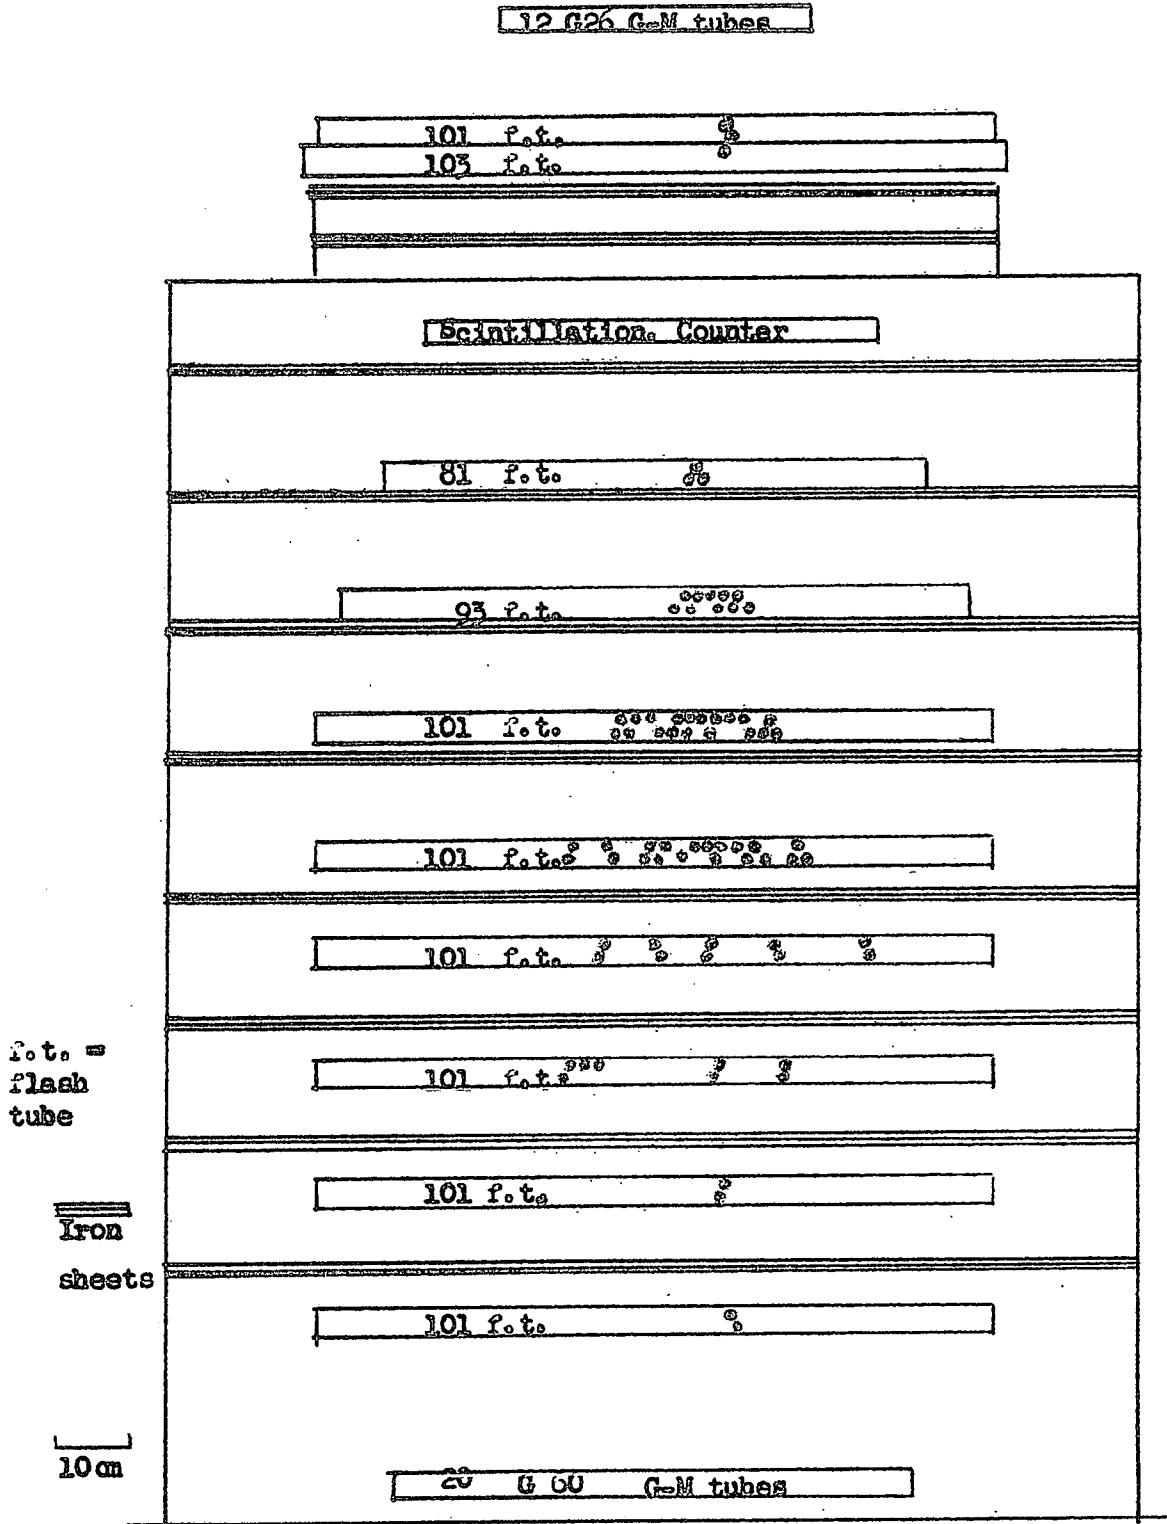 12 G26 G-M tubes
101 f.t.
103 f.t.
Scintillation Counter
81 f.t.
93 f.t.
101 f.t.
101 f.t.
101 f.t.
f.t. =
flash
tube
101 f.t.
101 f.t.
Iron
sheets
101 f.t.
10 cm
20 G 60 G-M tubes